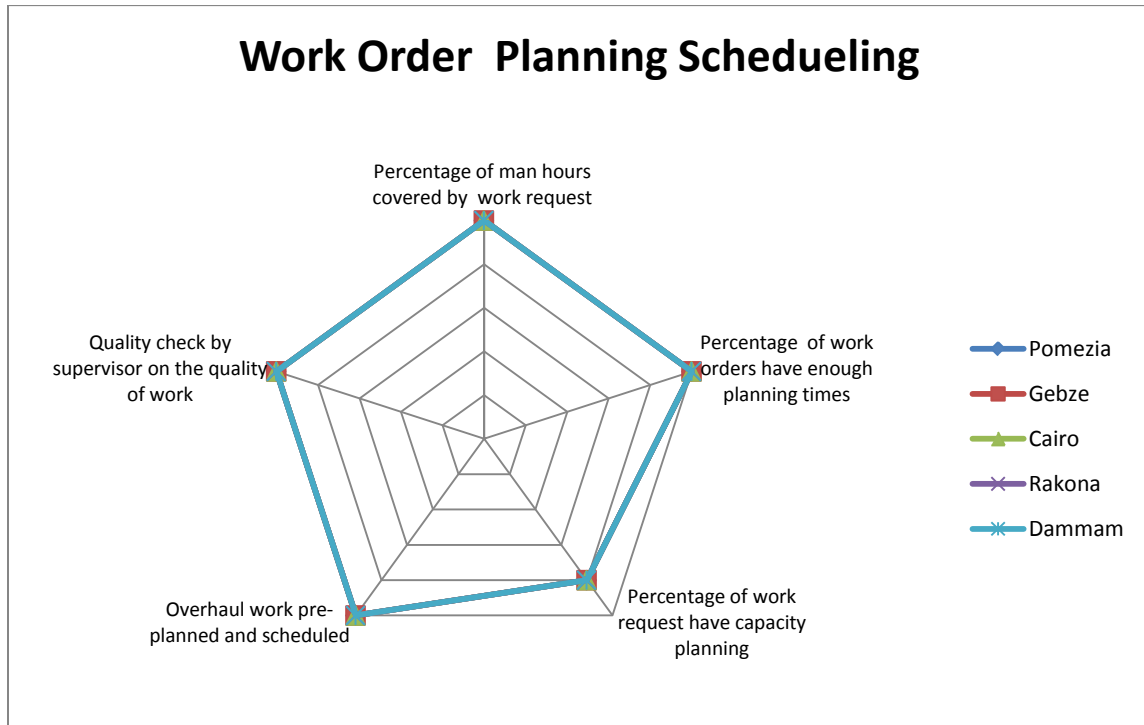 Work Order  Planning Schedueling
Percentage of man hours
covered by  work request
Percentage  of work
orders have enough
planning times
Percentage of work
request have capacity
planning
Overhaul work pre-
planned and scheduled
Quality check by
supervisor on the quality
of work
Pomezia
Gebze
Cairo
Rakona
Dammam